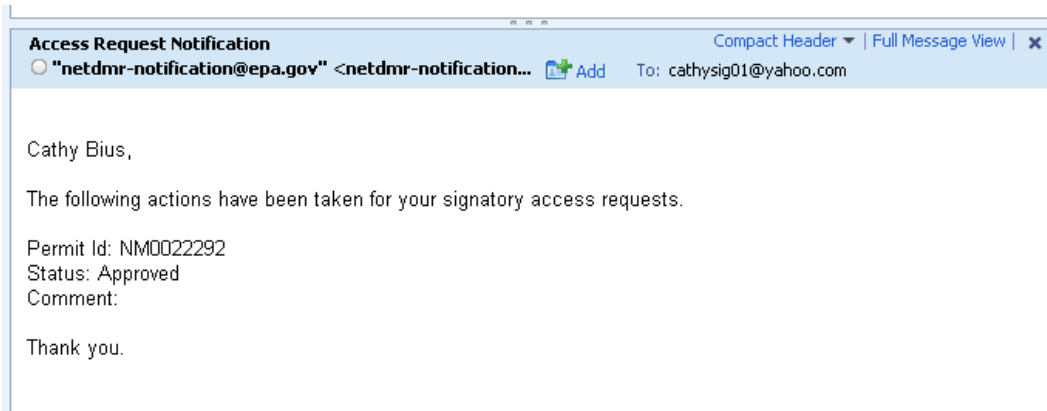 Access Request Notification
Compact Header ▼ | Full Message View | x
"netdmr-notification@epa.gov" <netdmr-notification... Add To: cathysig01@yahoo.com
Cathy Bius,
The following actions have been taken for your signatory access requests.
Permit Id: NM0022292
Status: Approved
Comment:
Thank you.